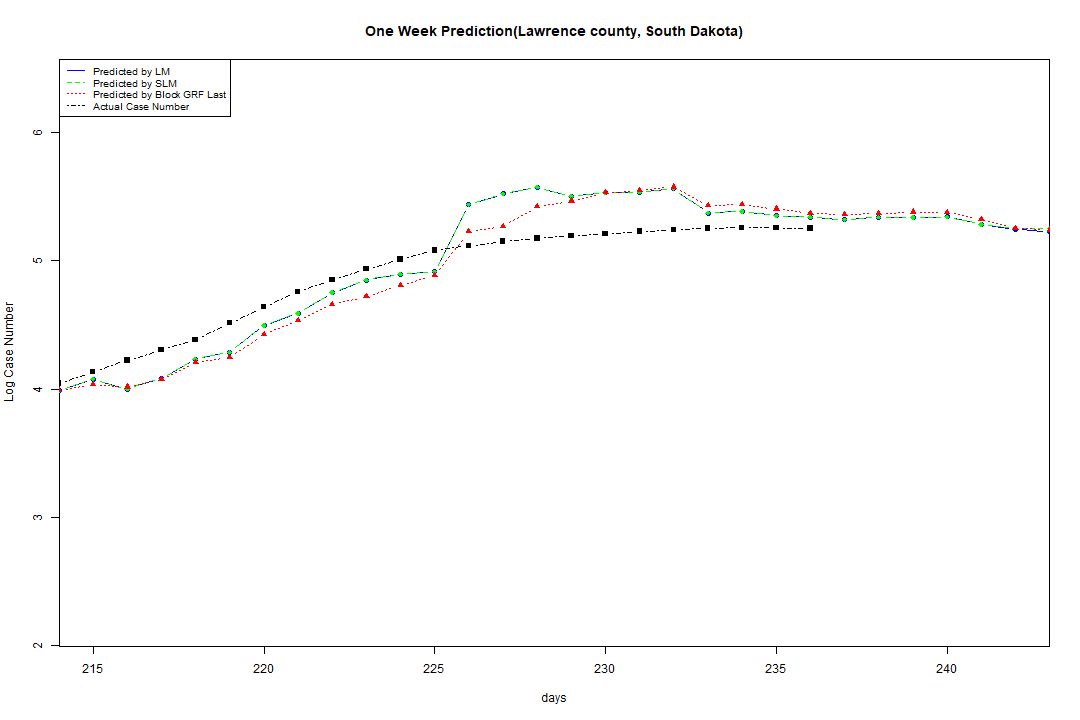 One Week Prediction(Lawrence county, South Dakota)
Predicted by LM
Predicted by SLM
Predicted by Block GRF Last
Actual Case Number
6
5
4
3
2
Log Case Number
215 220 225 230 235 240
days